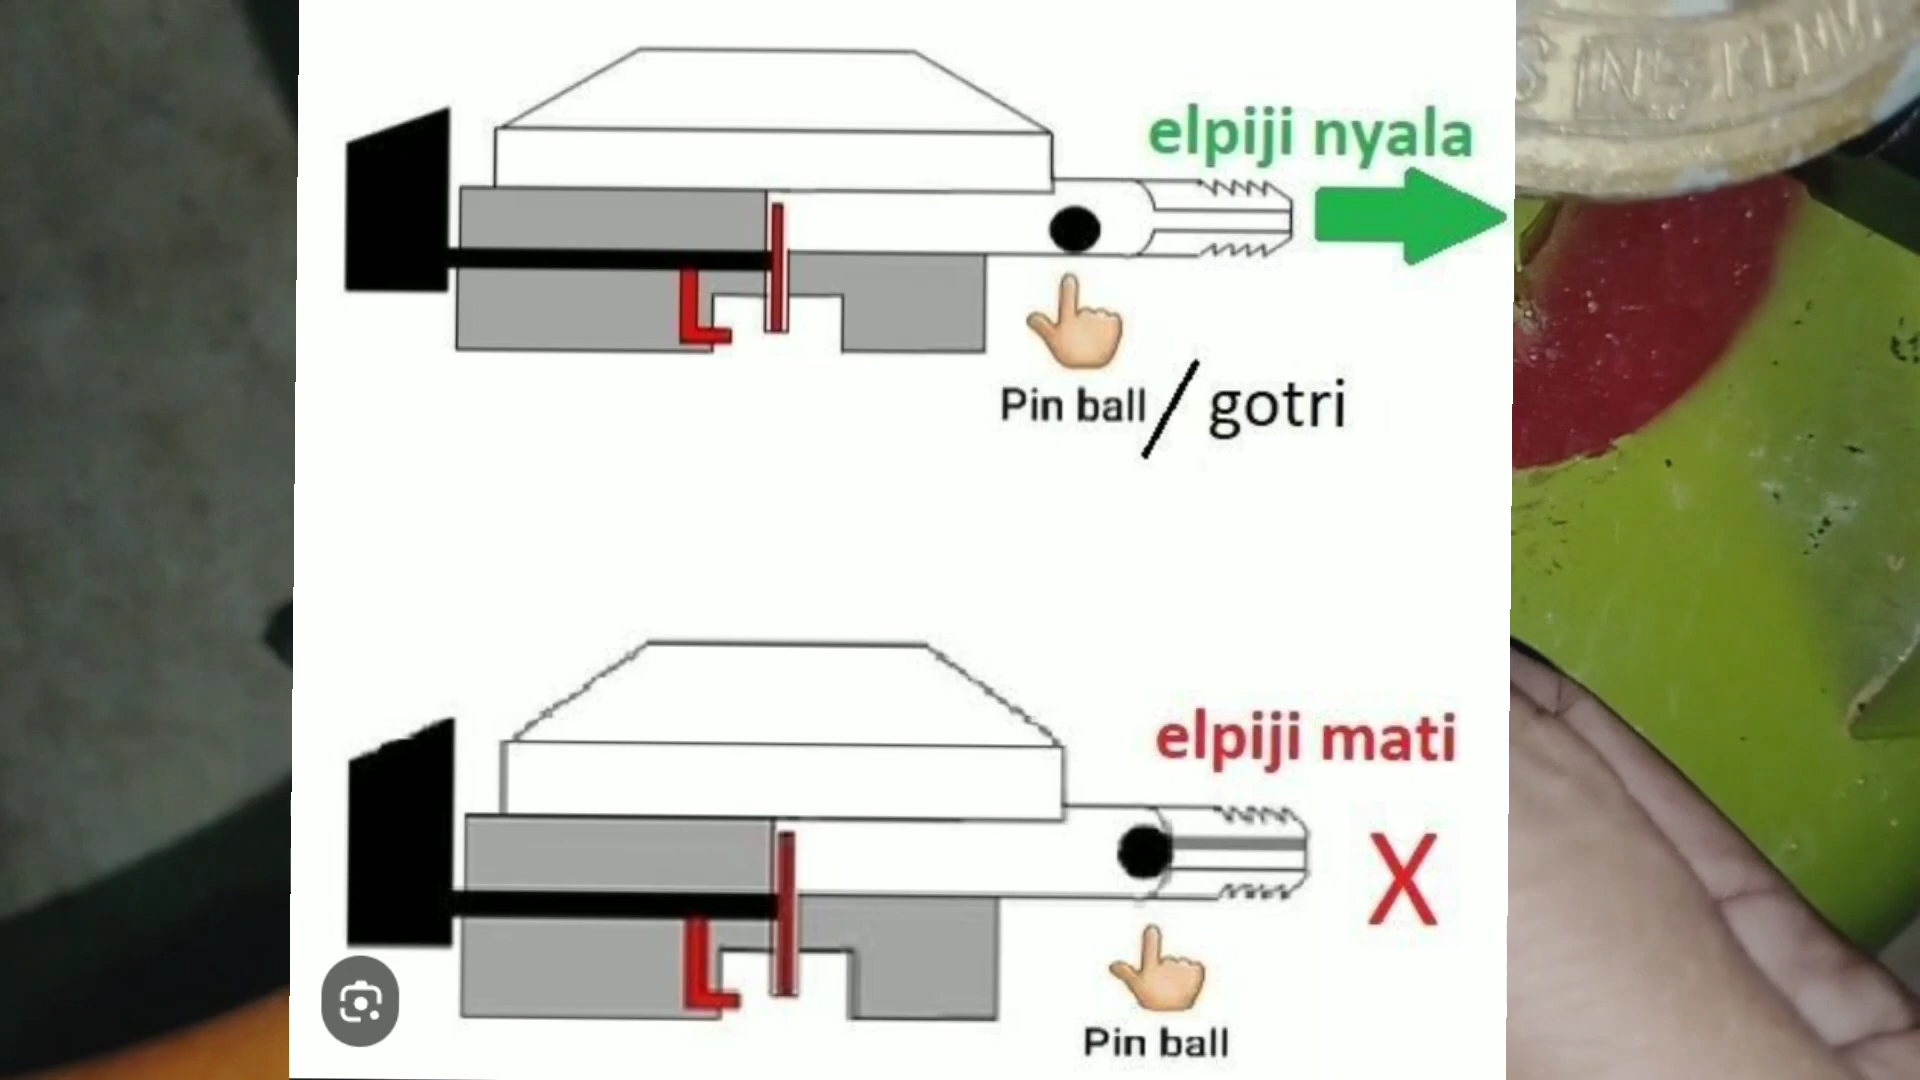 elpiji nyala
Pin ball / gotri
elpiji mati
X
Pin ball